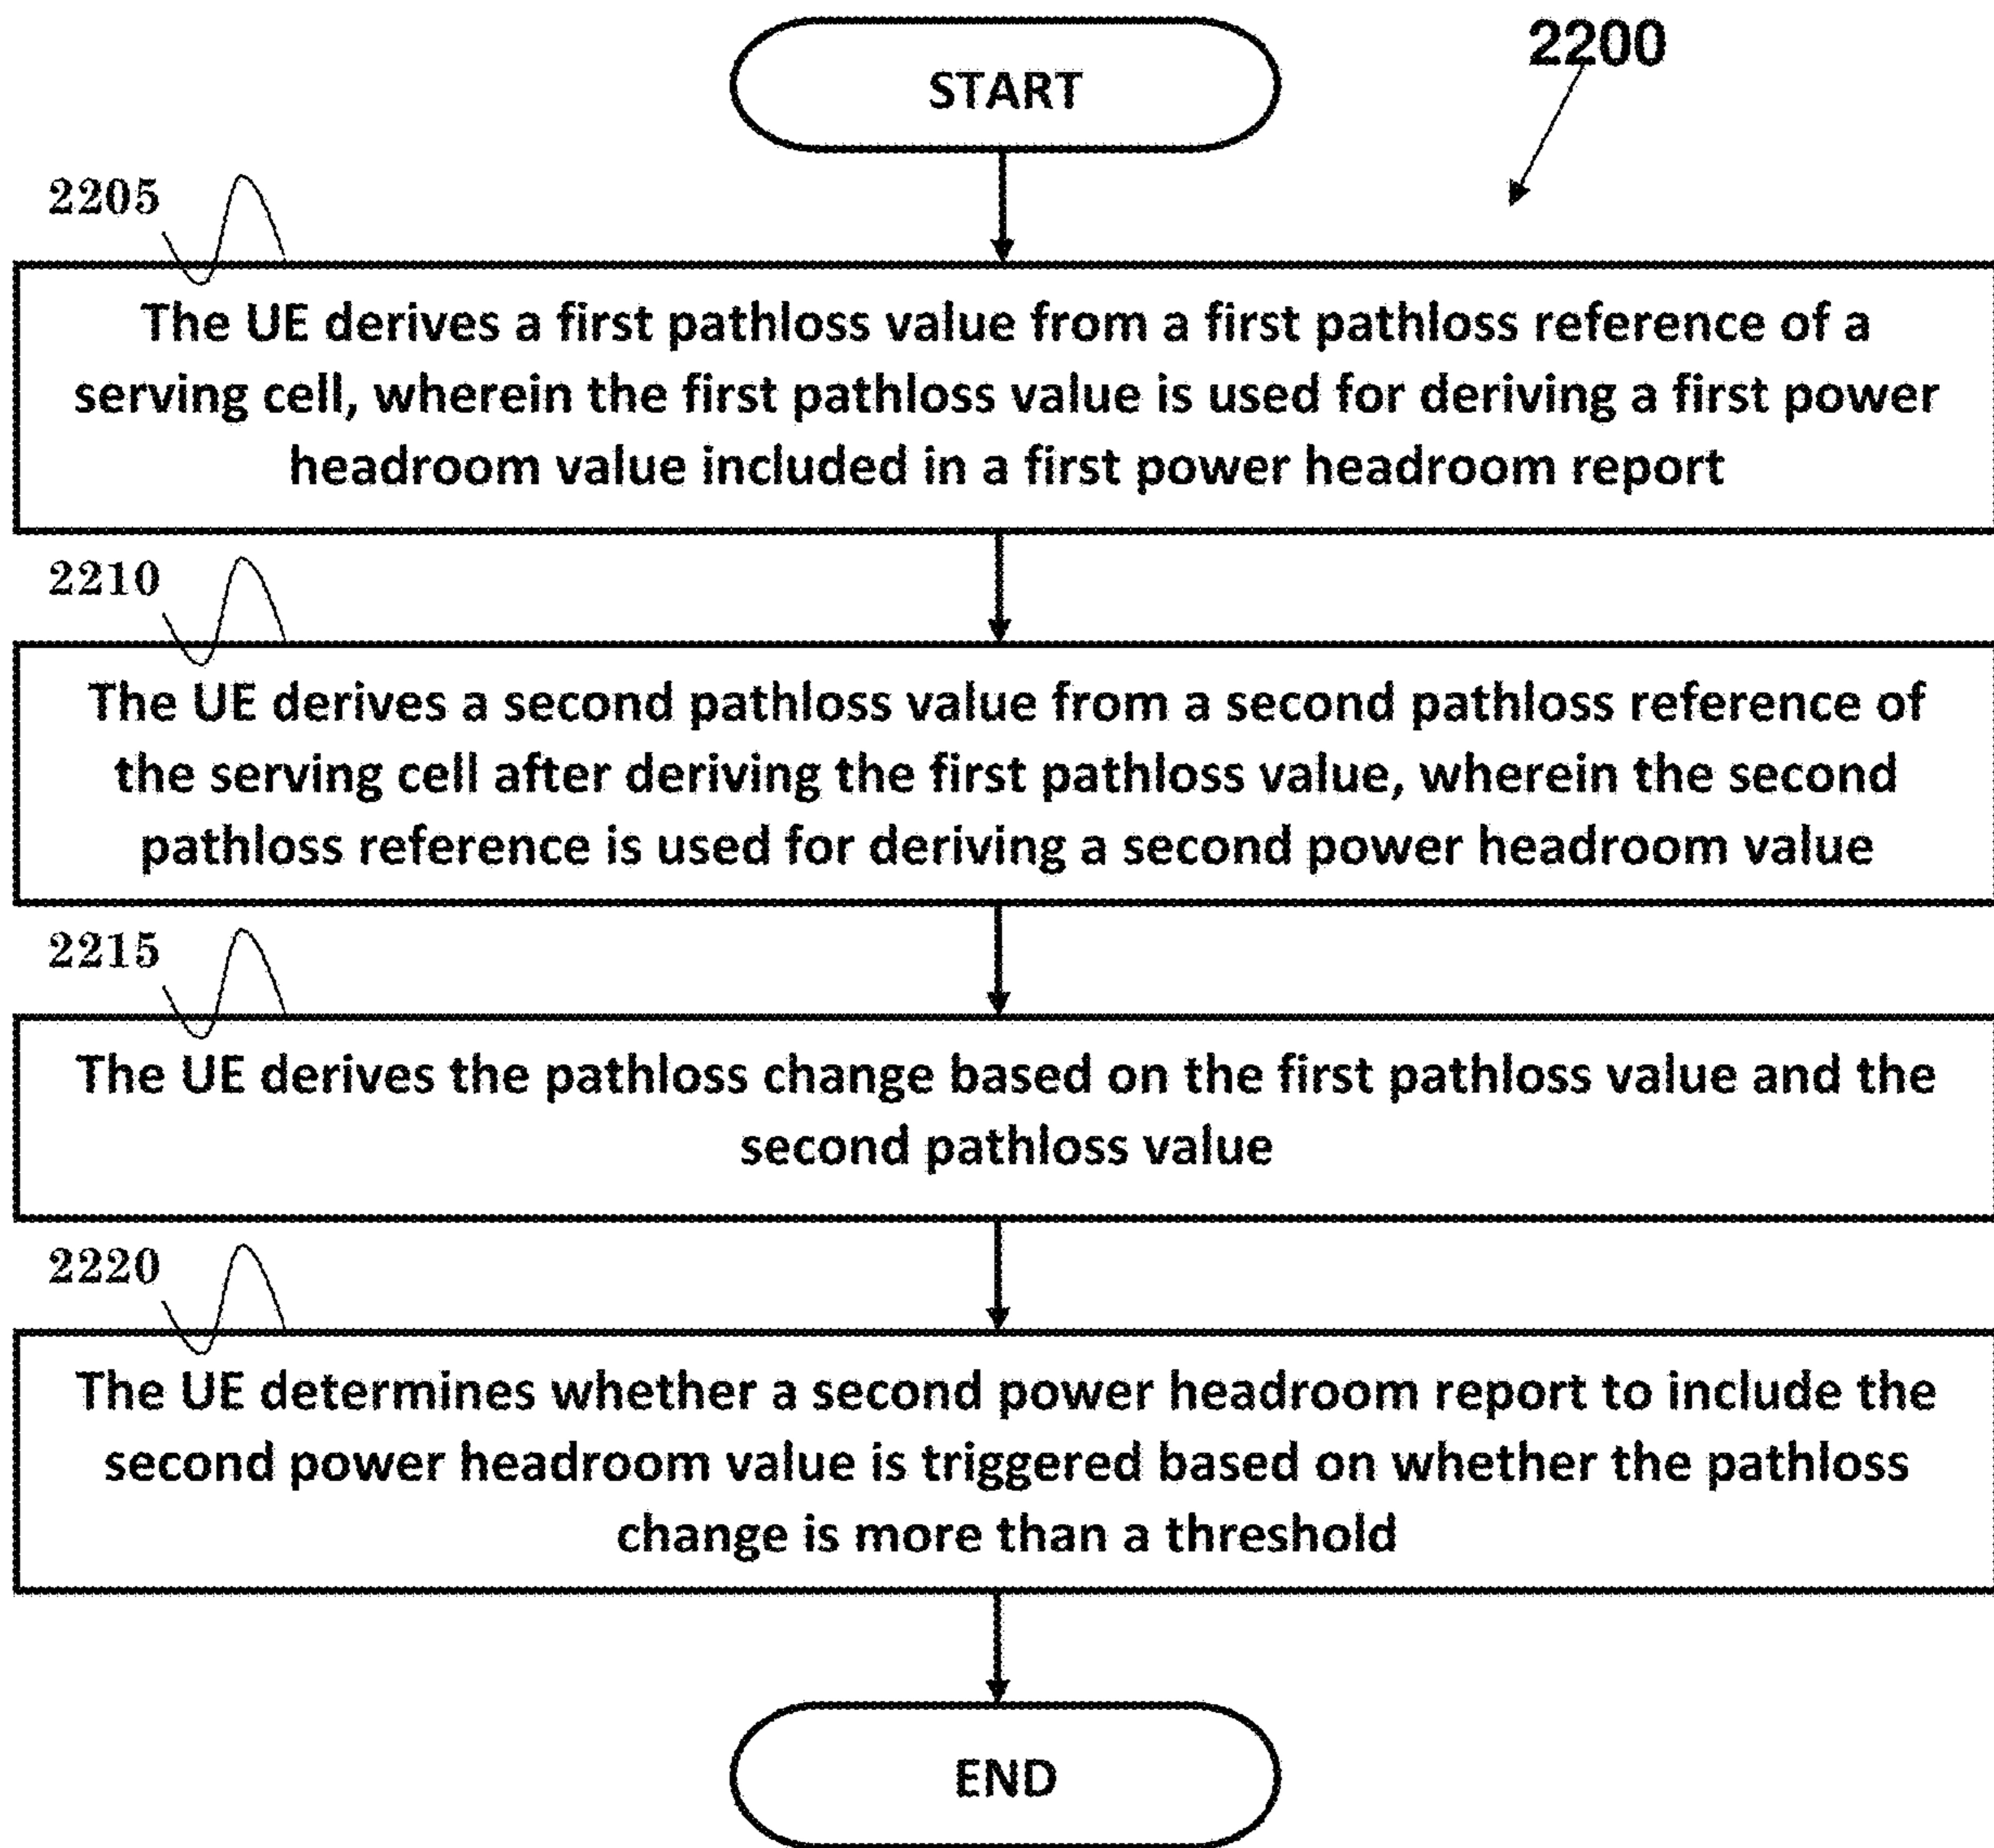 START
2200
2205
The UE derives a first pathloss value from a first pathloss reference of a
serving cell, wherein the first pathloss value is used for deriving a first power
headroom value included in a first power headroom report
2210
The UE derives a second pathloss value from a second pathloss reference of
the serving cell after deriving the first pathloss value, wherein the second
pathloss reference is used for deriving a second power headroom value
2215
The UE derives the pathloss change based on the first pathloss value and the
second pathloss value
2220
The UE determines whether a second power headroom report to include the
second power headroom value is triggered based on whether the pathloss
change is more than a threshold
END